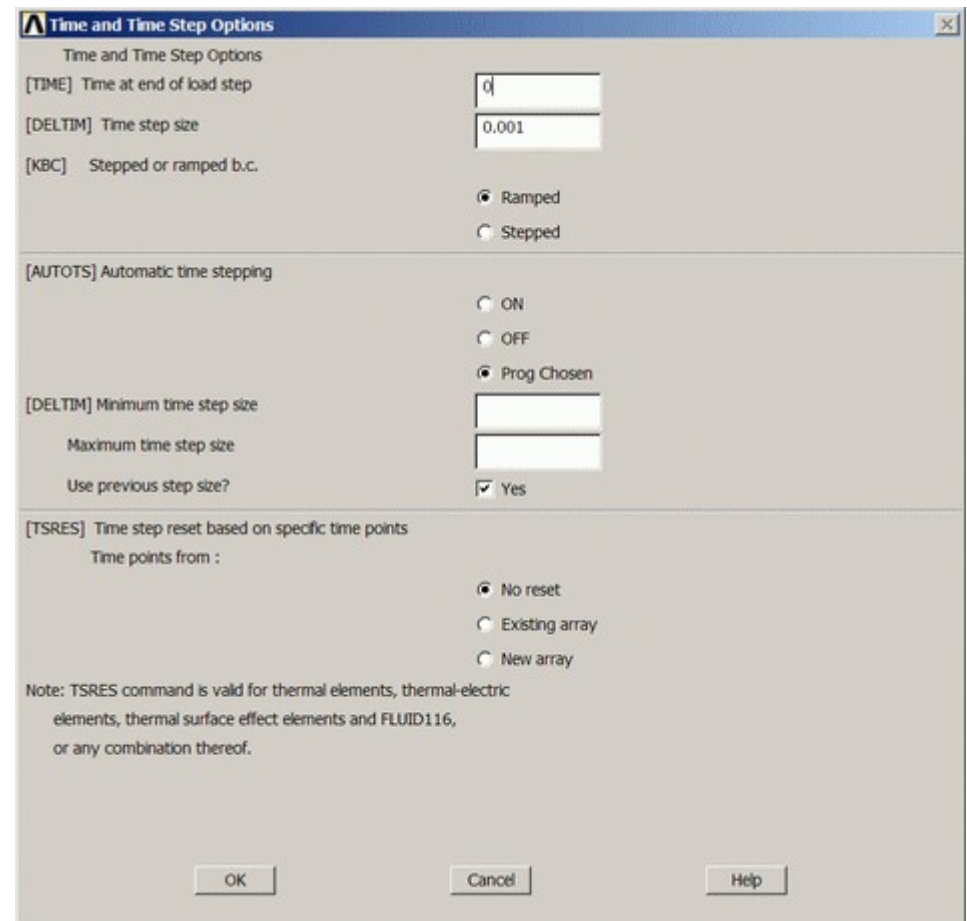 Time and Time Step Options
Time and Time Step Options
[TIME] Time at end of load step 0
[DELTIM] Time step size 0.001
[KBC] Stepped or ramped b.c.
Ramped
Stepped
[AUTOTS] Automatic time stepping
ON
OFF
Prog Chosen
[DELTIM] Minimum time step size
Maximum time step size
Use previous step size? Yes
[TSRES] Time step reset based on specific time points
Time points from :
No reset
Existing array
New array
Note: TSRES command is valid for thermal elements, thermal-electric
elements, thermal surface effect elements and FLUID116,
or any combination thereof.
OK Cancel Help